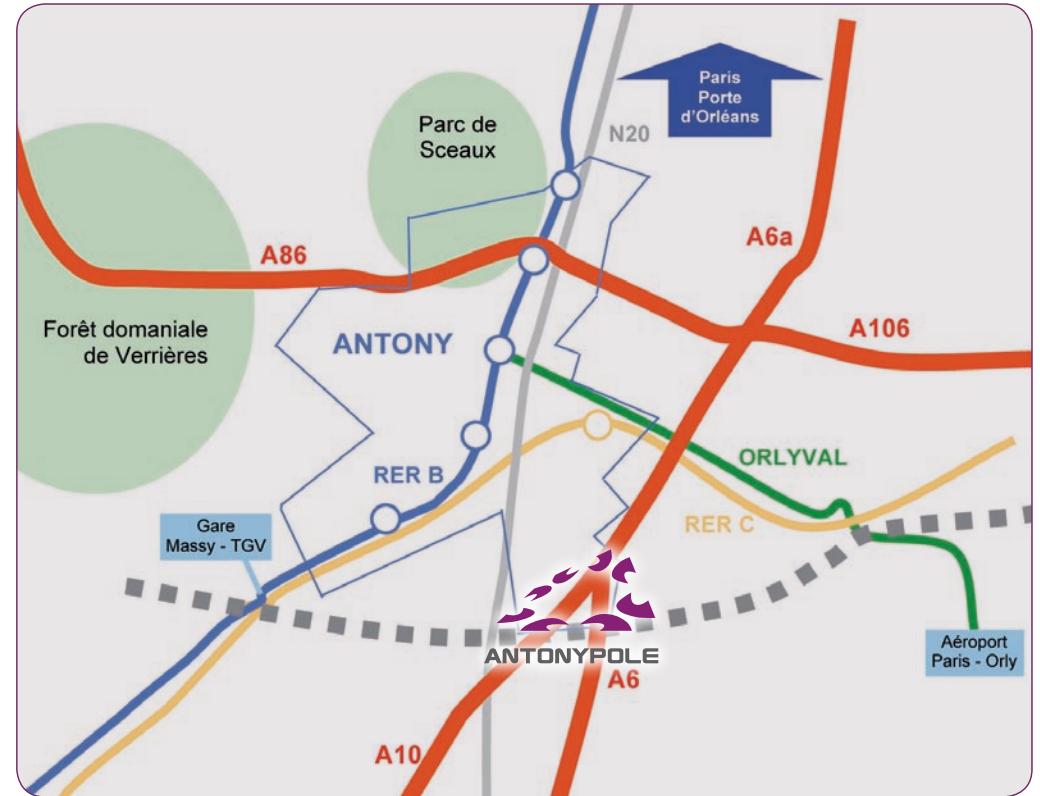 Paris
Porte
d'Orléans
Parc de
Sceaux
N20
A6a
A86
A106
Forêt domaniale
de Verrières
ANTONY
ORLYVAL
RER B
RER C
Gare
Massy - TGV
Aéroport
Paris - Orly
ANTONYPOLE
A6
A10